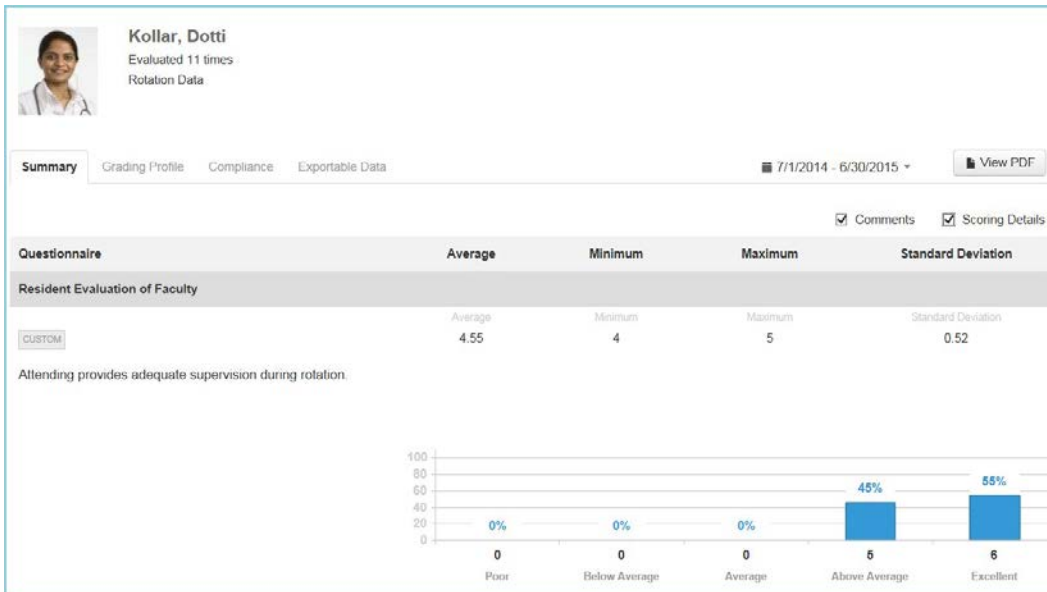 Kollar, Dotti
Evaluated 11 times
Rotation Data
Summary Grading Profile Compliance Exportable Data 7/1/2014 - 6/30/2015 View PDF
Comments Scoring Details
Questionnaire Average Minimum Maximum Standard Deviation
Resident Evaluation of Faculty
Average Minimum Maximum Standard Deviation
CUSTOM 4.55 4 5 0.52
Attending provides adequate supervision during rotation.
100
80
60
40
20
0
0% 0% 0% 45% 55%
0 0 0 5 6
Poor Below Average Average Above Average Excellent